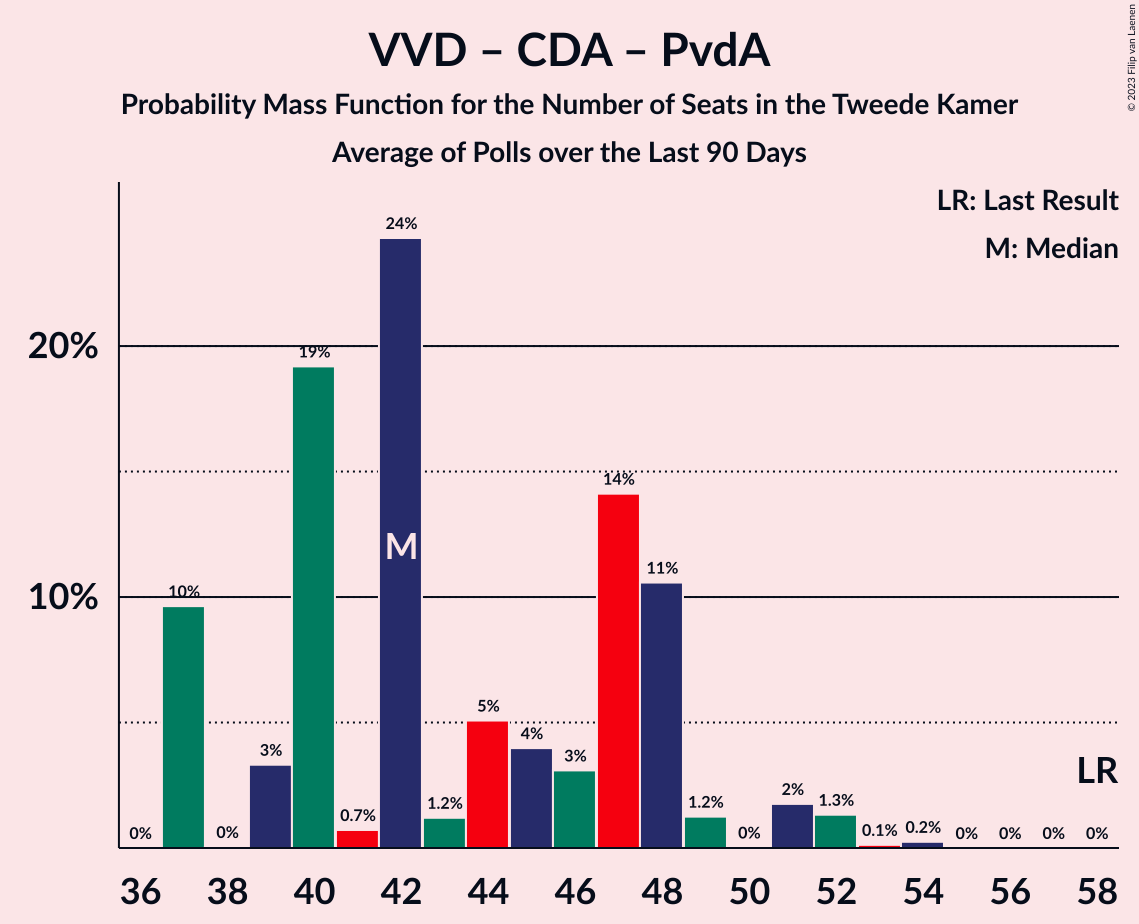 VVD – CDA – PvdA
Probability Mass Function for the Number of Seats in the Tweede Kamer
Average of Polls over the Last 90 Days
© 2023 Filip van Laenen
LR: Last Result
M: Median
20%
10%
0%
10%
0%
3%
19%
0.7%
24%
1.2%
5%
4%
3%
14%
11%
1.2%
0%
2%
1.3%
0.1%
0.2%
0%
0%
0%
0%
M
LR
36 38 40 42 44 46 48 50 52 54 56 58